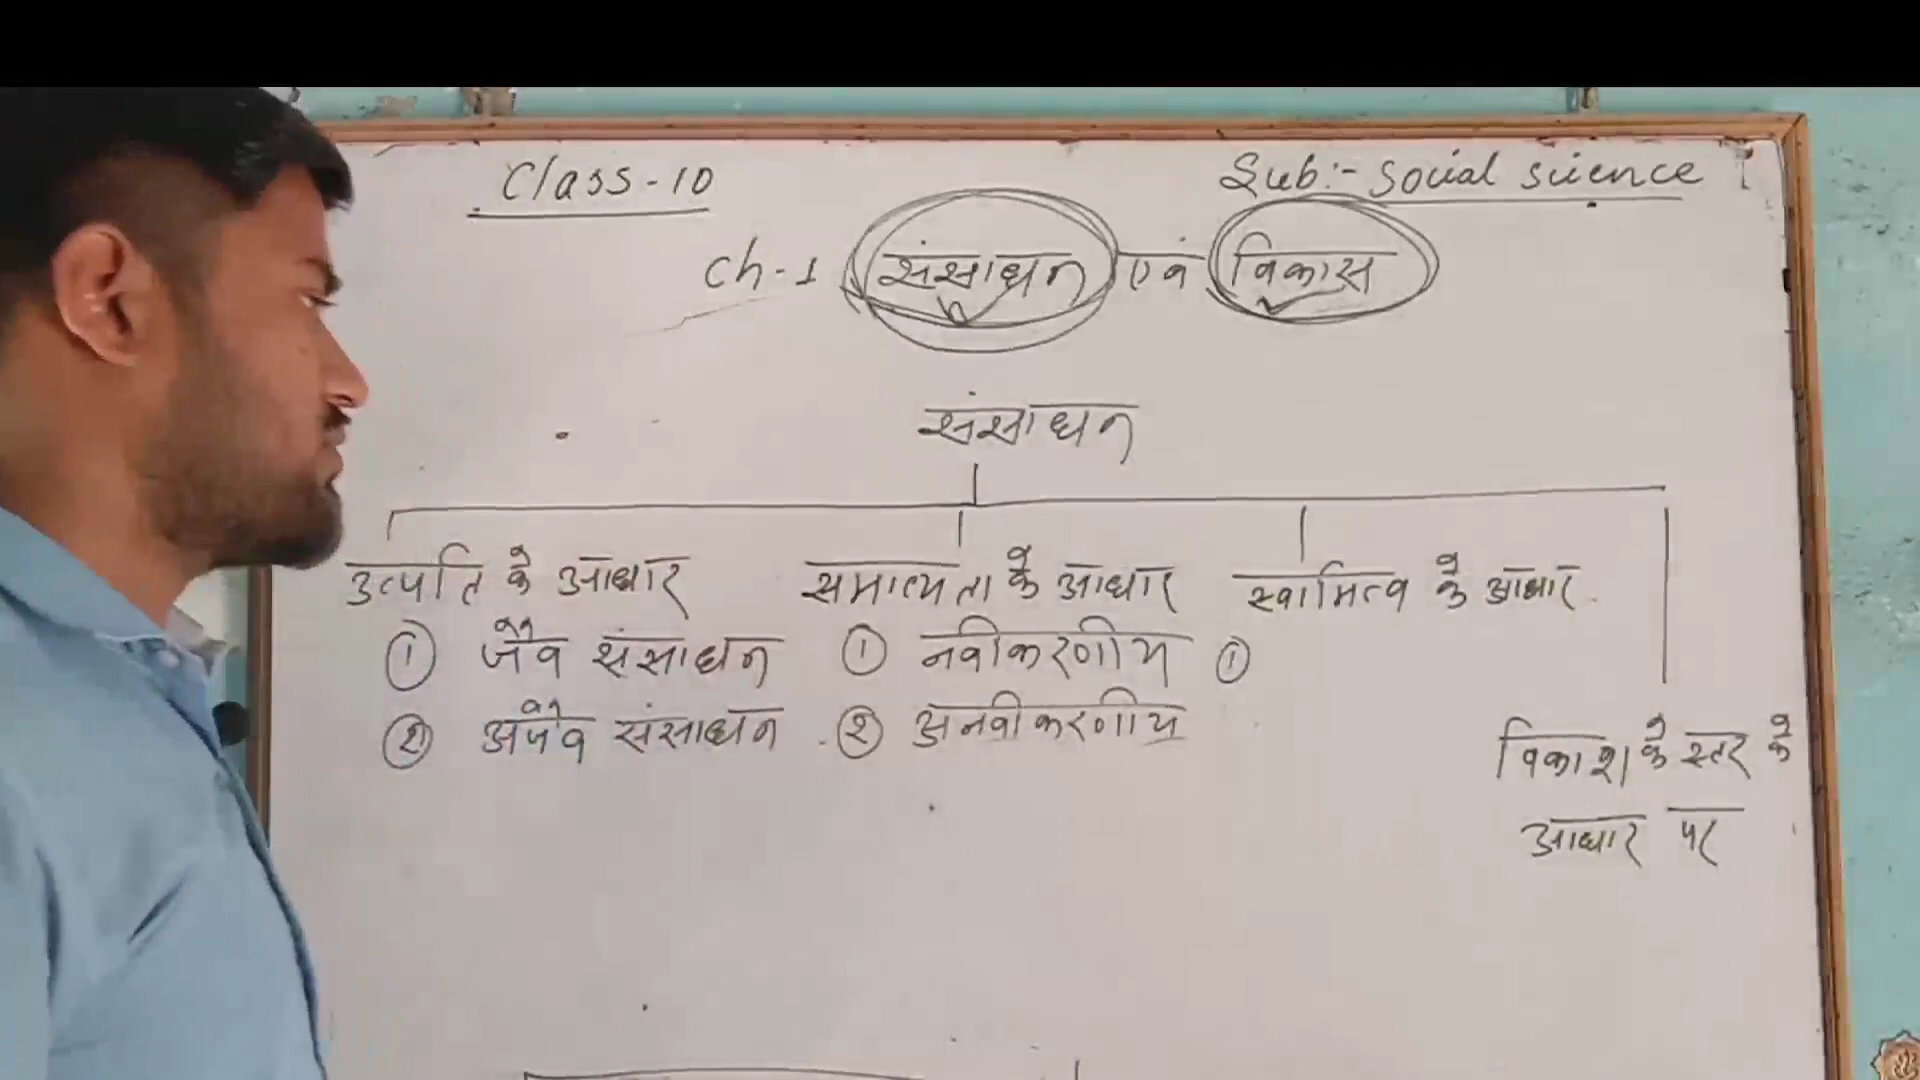 Class-10
Sub:- Social science
Ch-1 संसाधन एवं विकास
संसाधन
उत्पति के आधार
समाप्यता के आधार
स्वामित्व के आधार
① जैव संसाधन
① नवीकरणीय
①
② अजैव संसाधन
② अनवीकरणीय
विकाश के स्तर के
आधार पर